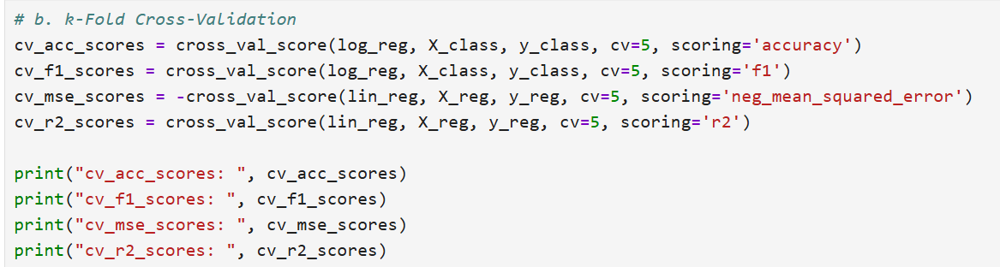 # b. k-Fold Cross-Validation
cv_acc_scores = cross_val_score(log_reg, X_class, y_class, cv=5, scoring='accuracy')
cv_f1_scores = cross_val_score(log_reg, X_class, y_class, cv=5, scoring='f1')
cv_mse_scores = -cross_val_score(lin_reg, X_reg, y_reg, cv=5, scoring='neg_mean_squared_error')
cv_r2_scores = cross_val_score(lin_reg, X_reg, y_reg, cv=5, scoring='r2')
print("cv_acc_scores: ", cv_acc_scores)
print("cv_f1_scores: ", cv_f1_scores)
print("cv_mse_scores: ", cv_mse_scores)
print("cv_r2_scores: ", cv_r2_scores)